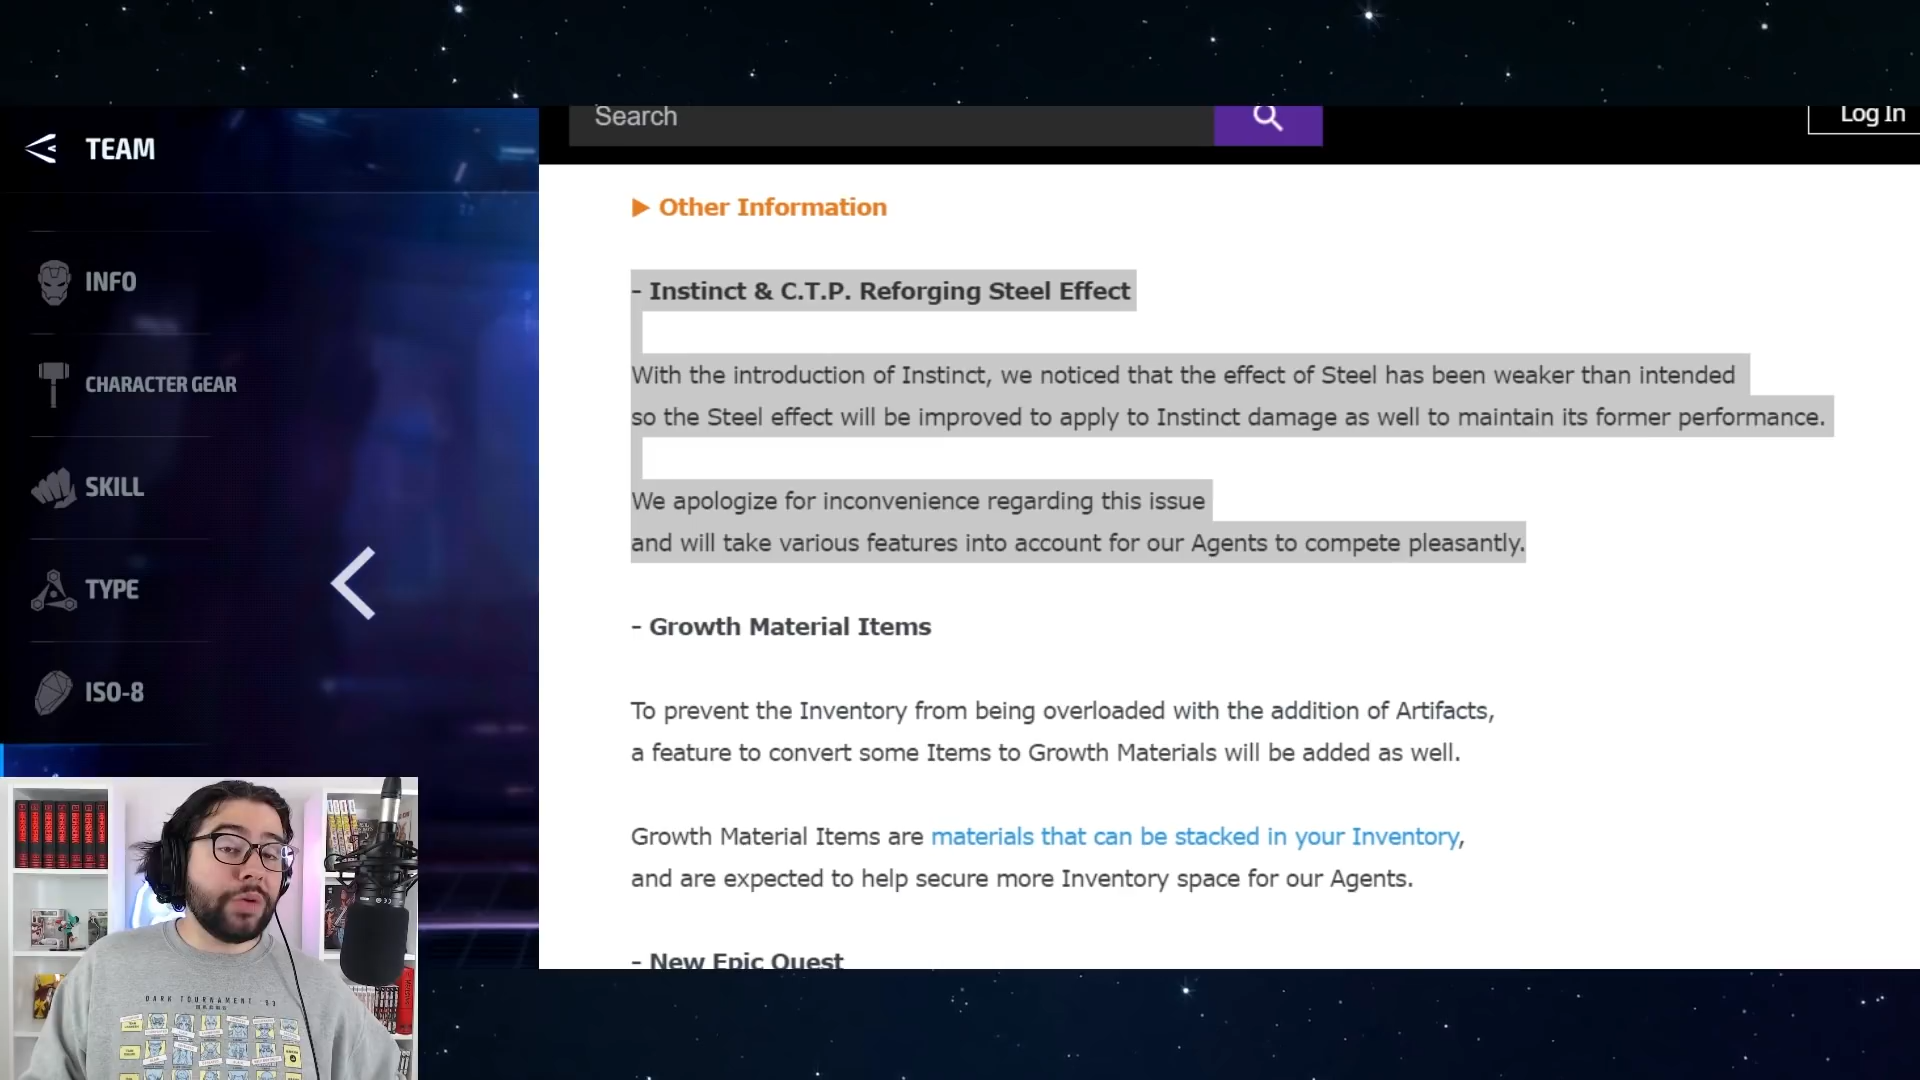 Search
Log In
TEAM
INFO
CHARACTER GEAR
SKILL
TYPE
ISO-8
▶ Other Information
- Instinct & C.T.P. Reforging Steel Effect
With the introduction of Instinct, we noticed that the effect of Steel has been weaker than intended
so the Steel effect will be improved to apply to Instinct damage as well to maintain its former performance.
We apologize for inconvenience regarding this issue
and will take various features into account for our Agents to compete pleasantly.
- Growth Material Items
To prevent the Inventory from being overloaded with the addition of Artifacts,
a feature to convert some Items to Growth Materials will be added as well.
Growth Material Items are materials that can be stacked in your Inventory,
and are expected to help secure more Inventory space for our Agents.
- New Epic Quest
DARK TOURNAMENT '93